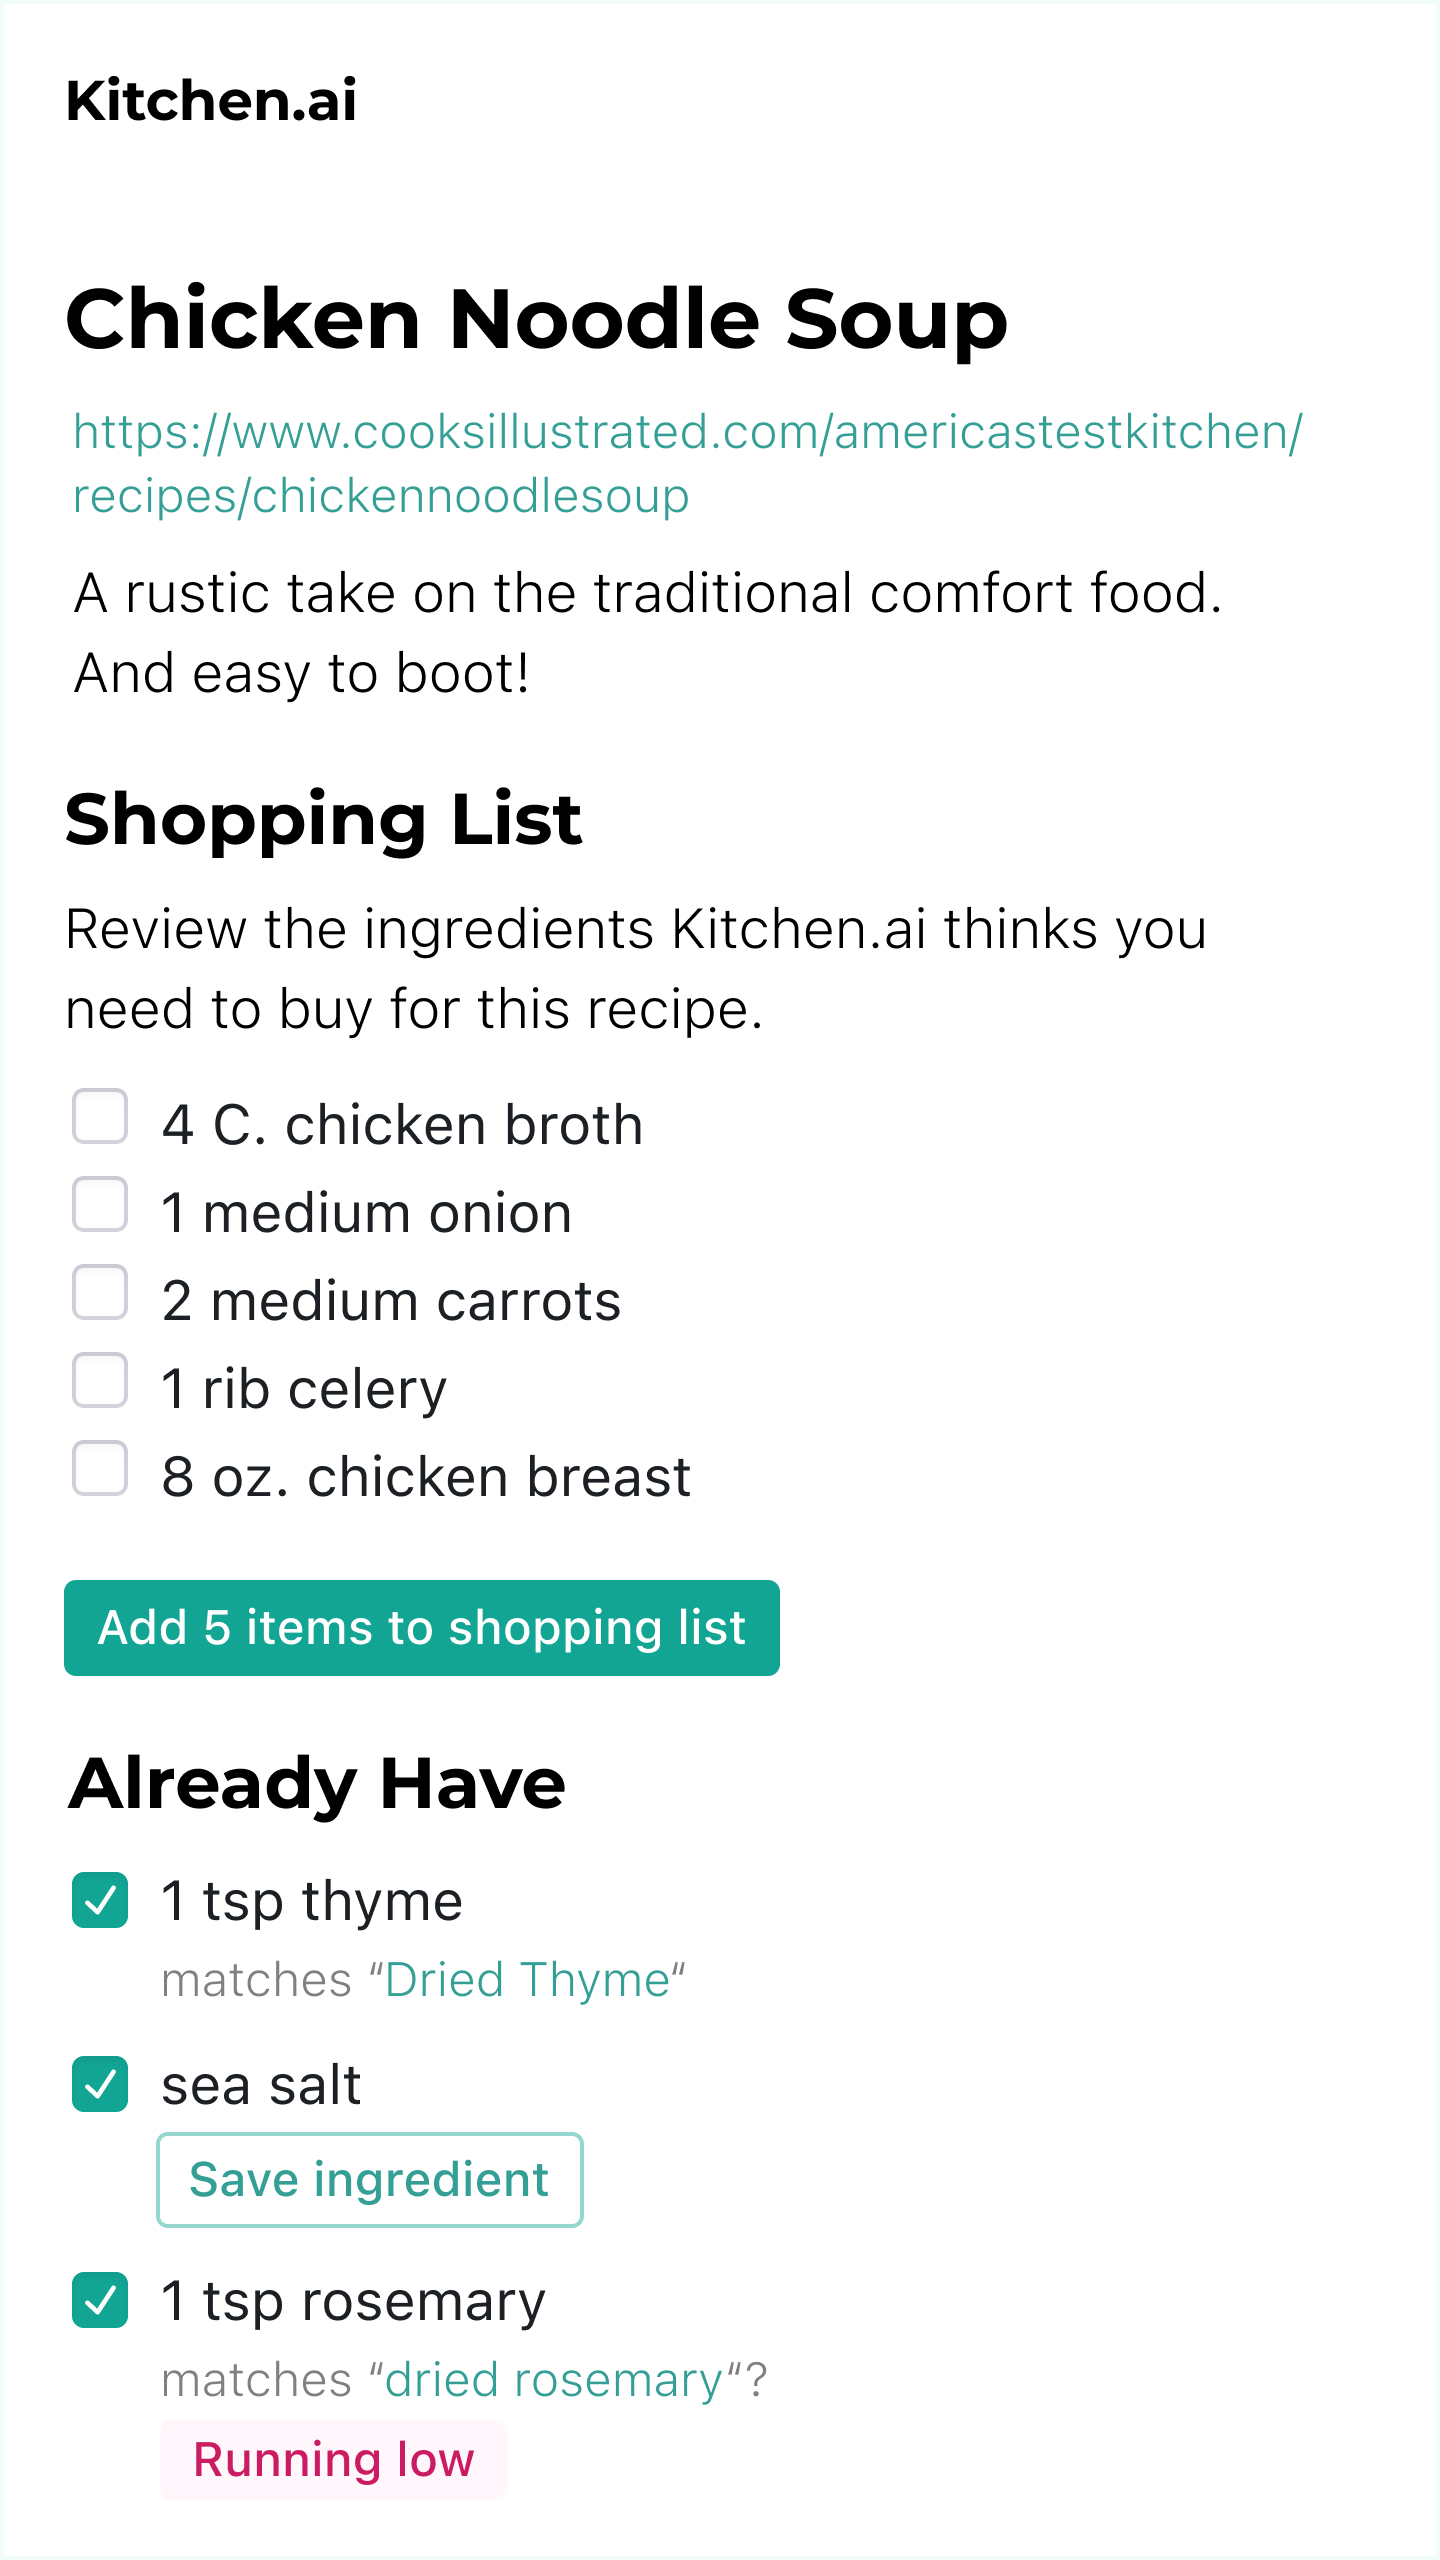 Kitchen.ai
Chicken Noodle Soup
https://www.cooksillustrated.com/americastestkitchen/
recipes/chickennoodlesoup
A rustic take on the traditional comfort food.
And easy to boot!
Shopping List
Review the ingredients Kitchen.ai thinks you
need to buy for this recipe.
4 C. chicken broth
1 medium onion
2 medium carrots
1 rib celery
8 oz. chicken breast
Add 5 items to shopping list
Already Have
1 tsp thyme
matches “Dried Thyme“
sea salt
Save ingredient
1 tsp rosemary
matches “dried rosemary“?
Running low